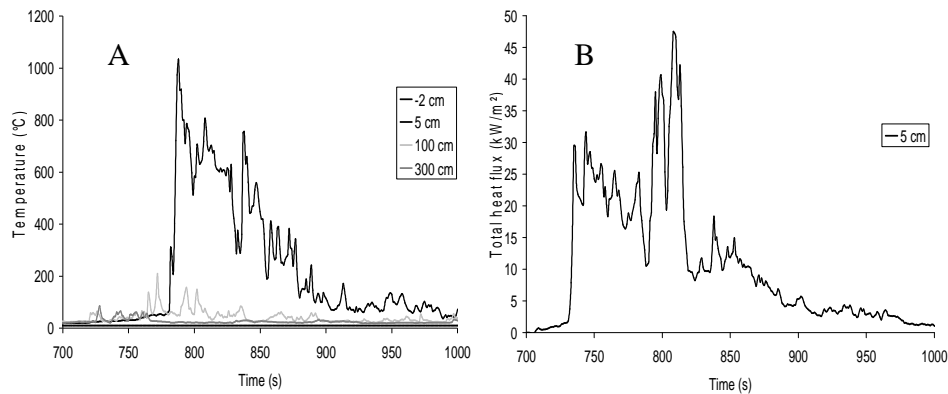 A
Temperature (°C)
1200
1000
800
600
400
200
0
700
750
800
850
900
950
1000
Time (s)
-2 cm
5 cm
100 cm
300 cm
B
Total heat flux (kW/m²)
50
45
40
35
30
25
20
15
10
5
0
700
750
800
850
900
950
1000
Time (s)
5 cm